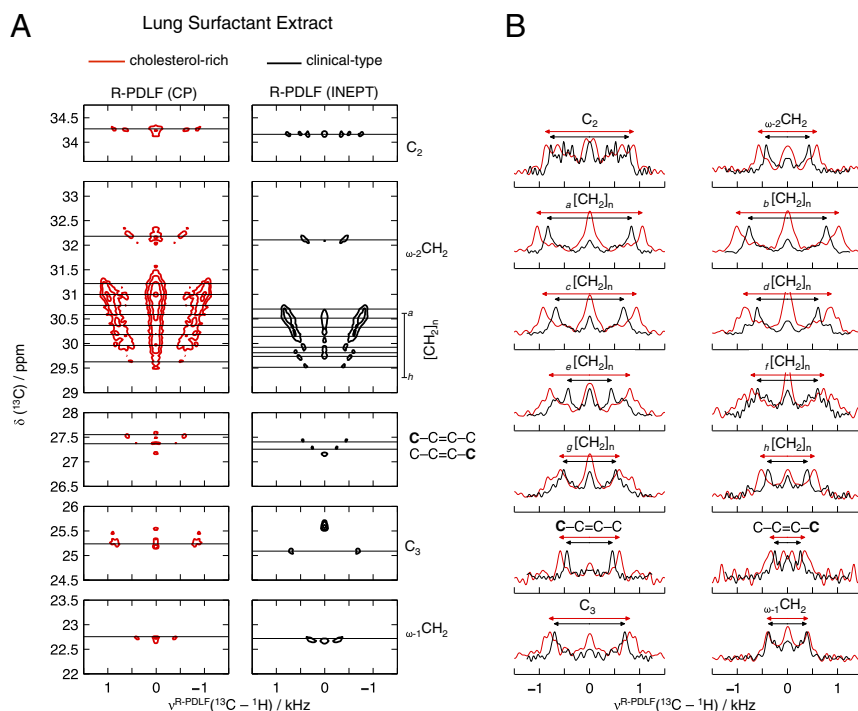 A
Lung Surfactant Extract
cholesterol-rich
clinical-type
R-PDLF (CP)
R-PDLF (INEPT)
34.5
34
C2
33
32.5
32
31.5
31
30.5
30
29.5
29
ω-2CH2
a
[CH2]n
h
δ (13C) / ppm
28
27.5
27
26.5
C–C=C–C
C–C=C–C
26
25.5
25
24.5
C3
23.5
23
22.5
22
ω-1CH2
1 0 −1
1 0 −1
νR-PDLF(13C − 1H) / kHz
B
C2
ω-2CH2
a[CH2]n
b[CH2]n
c[CH2]n
d[CH2]n
e[CH2]n
f[CH2]n
g[CH2]n
h[CH2]n
C–C=C–C
C–C=C–C
C3
ω-1CH2
−1 0 1
−1 0 1
νR-PDLF(13C − 1H) / kHz